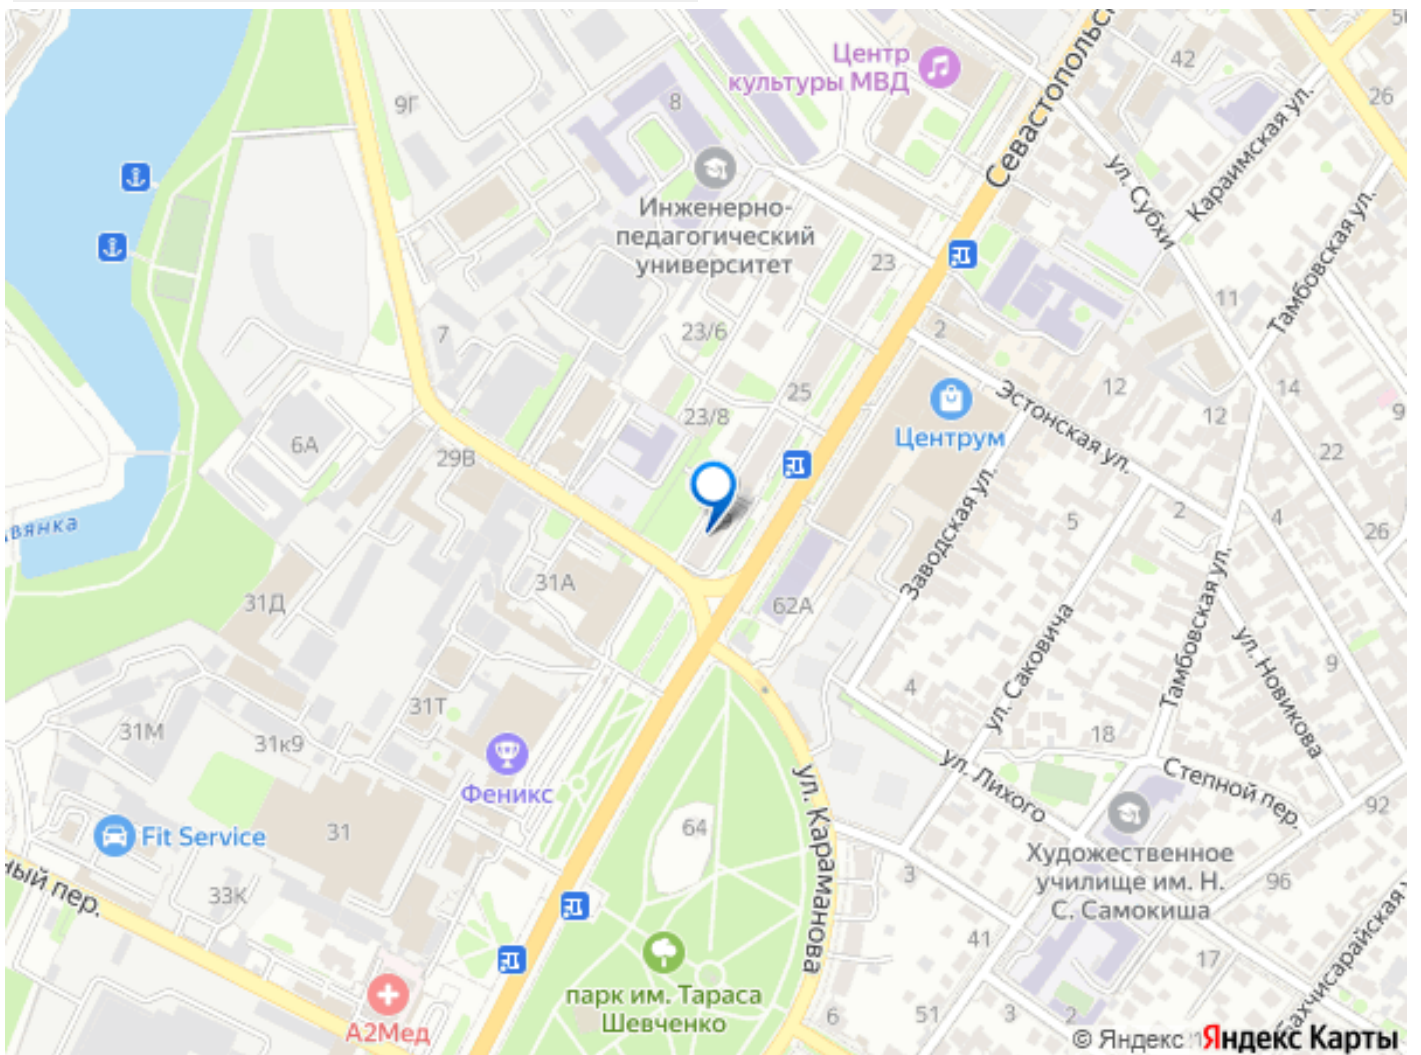 Центр
культуры МВД
Севастопольск
42
26
9Г
8
Караимская ул.
ул. Субхи
Инженерно-
педагогический
университет
23
Тамбовская ул.
11
7
23/6
2
25
12
14
Эстонская ул.
12
9
23/8
Центрум
6А
29В
22
вянка
Заводская ул.
5
2
4
26
31А
31Д
62А
ул. Саковича
Тамбовская ул.
ул. Новикова
9
4
31Т
31М
31к9
18
ул. Лихого
Степной пер.
Феникс
ул. Караманова
92
Fit Service
31
64
Художественное
училище им. Н.
С. Самокиша
3
96
ный пер.
33К
41
17
Бахчисарайская
парк им. Тараса
Шевченко
А2Мед
6
51
3
2
© Яндекс
Яндекс Карты